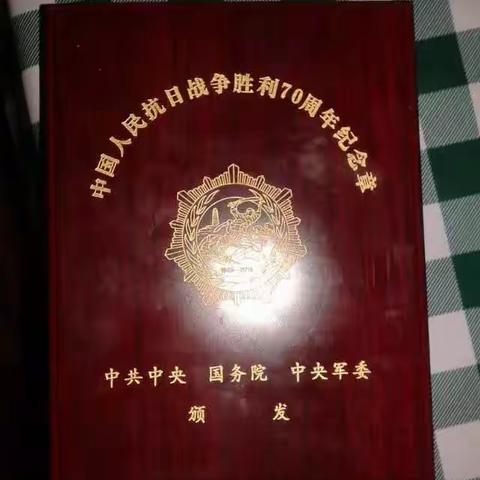 中国人民抗日战争胜利70周年纪念章
中共中央 国务院 中央军委
颁 发